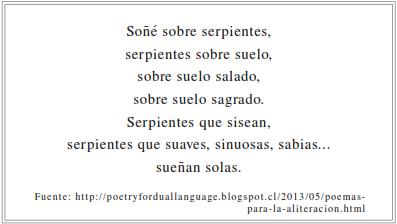 Soñé sobre serpientes,
serpientes sobre suelo,
sobre suelo salado,
sobre suelo sagrado.
Serpientes que sisean,
serpientes que suaves, sinuosas, sabias...
sueñan solas.
Fuente: http://poetryforduallanguage.blogspot.cl/2013/05/poemas-
para-la-aliteracion.html